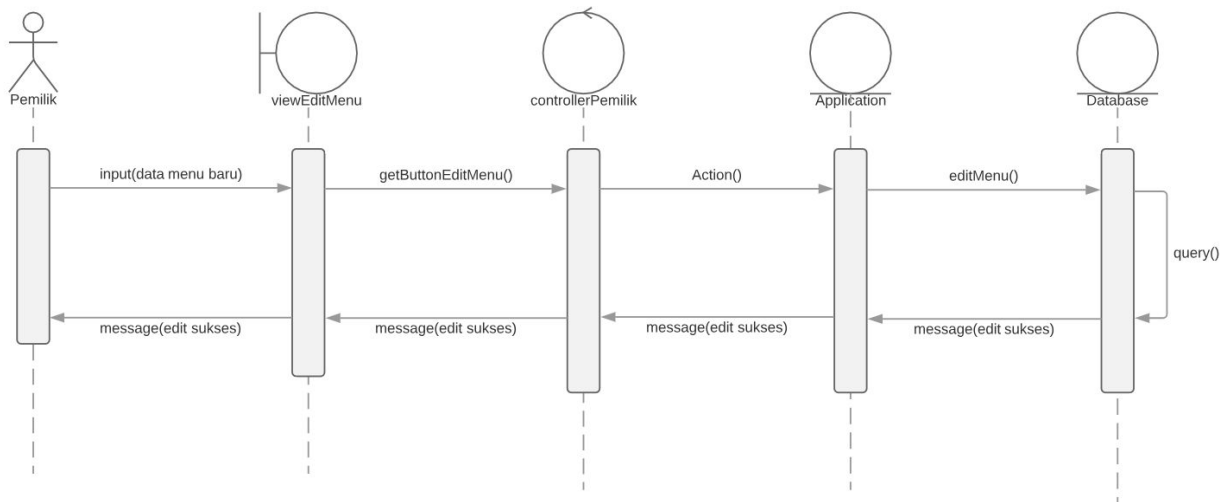 Pemilik
viewEditMenu
controllerPemilik
Application
Database
input(data menu baru)
getButtonEditMenu()
Action()
editMenu()
query()
message(edit sukses)
message(edit sukses)
message(edit sukses)
message(edit sukses)